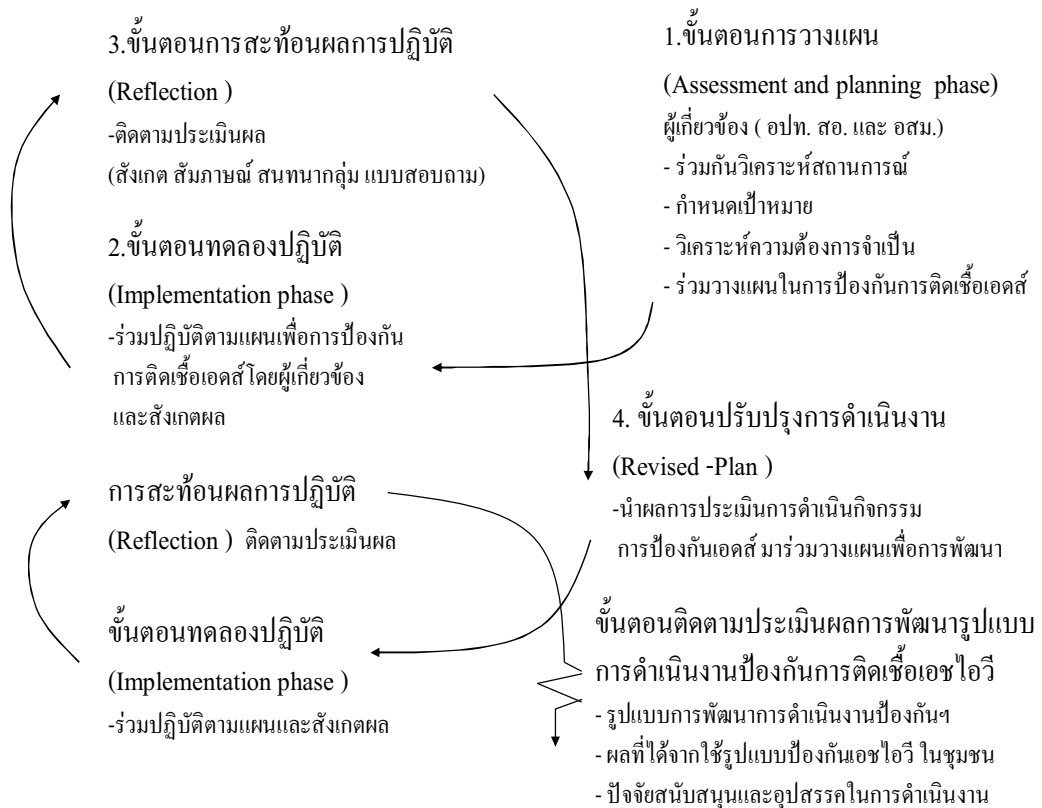 3.ขั้นตอนการสะท้อนผลการปฏิบัติ
(Reflection )
-ติดตามประเมินผล
(สังเกต สัมภาษณ์ สนทนากลุ่ม แบบสอบถาม)
2.ขั้นตอนทดลองปฏิบัติ
(Implementation phase )
-ร่วมปฏิบัติตามแผนเพื่อการป้องกัน
การติดเชื้อเอดส์โดยผู้เกี่ยวข้อง
และสังเกตผล
การสะท้อนผลการปฏิบัติ
(Reflection ) ติดตามประเมินผล
ขั้นตอนทดลองปฏิบัติ
(Implementation phase )
-ร่วมปฏิบัติตามแผนและสังเกตผล
1.ขั้นตอนการวางแผน
(Assessment and planning phase)
ผู้เกี่ยวข้อง ( อปท. สอ. และ อสม.)
- ร่วมกันวิเคราะห์สถานการณ์
- กำหนดเป้าหมาย
- วิเคราะห์ความต้องการจำเป็น
- ร่วมวางแผนในการป้องกันการติดเชื้อเอดส์
4. ขั้นตอนปรับปรุงการดำเนินงาน
(Revised -Plan )
-นำผลการประเมินการดำเนินกิจกรรม
การป้องกันเอดส์ มาร่วมวางแผนเพื่อการพัฒนา
ขั้นตอนติดตามประเมินผลการพัฒนารูปแบบ
การดำเนินงานป้องกันการติดเชื้อเอชไอวี
- รูปแบบการพัฒนาการดำเนินงานป้องกันฯ
- ผลที่ได้จากใช้รูปแบบป้องกันเอชไอวี ในชุมชน
- ปัจจัยสนับสนุนและอุปสรรคในการดำเนินงาน